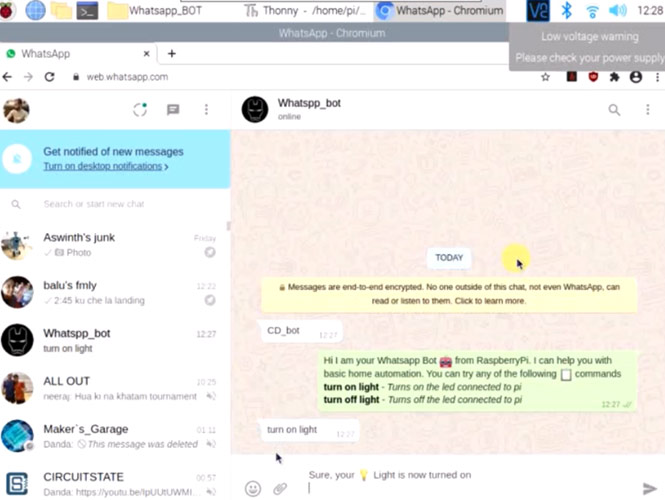 Whatsapp_BOT
Thonny - /home/pi/...
WhatsApp - Chromium
12:28
WhatsApp - Chromium
Low voltage warning
Please check your power supply
WhatsApp
web.whatsapp.com
Whatspp_bot
online
Get notified of new messages
Turn on desktop notifications >
Search or start new chat
Aswinth's junk
Friday
Photo
balu's fmly
12:22
2:45 ku che la landing
Whatspp_bot
12:27
turn on light
ALL OUT
10:25
neeraj: Hua ki na khatam tournament
Maker`s_Garage
01:11
Danda: This message was deleted
CIRCUITSTATE
00:57
Danda: https://youtu.be/
TODAY
Messages are end-to-end encrypted. No one outside of this chat, not even WhatsApp, can
read or listen to them. Click to learn more.
CD_bot
12:27
Hi I am your Whatsapp Bot from RaspberryPi. I can help you with
basic home automation. You can try any of the following commands
turn on light - Turns on the led connected to pi
turn off light - Turns off the led connected to pi
12:27
turn on light
12:27
Sure, your 💡 Light is now turned on